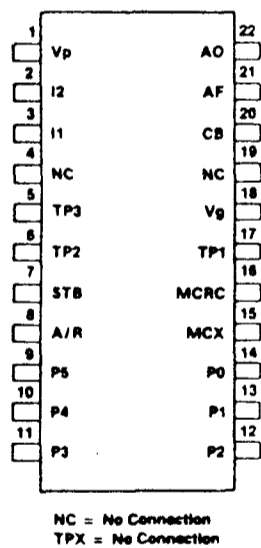 1 Vp AO 22
2 I2 AF 21
3 I1 CB 20
4 NC NC 19
5 TP3 Vg 18
6 TP2 TP1 17
7 STB MCRC 16
8 A/R MCX 15
9 P5 P0 14
10 P4 P1 13
11 P3 P2 12
NC = No Connection
TPX = No Connection